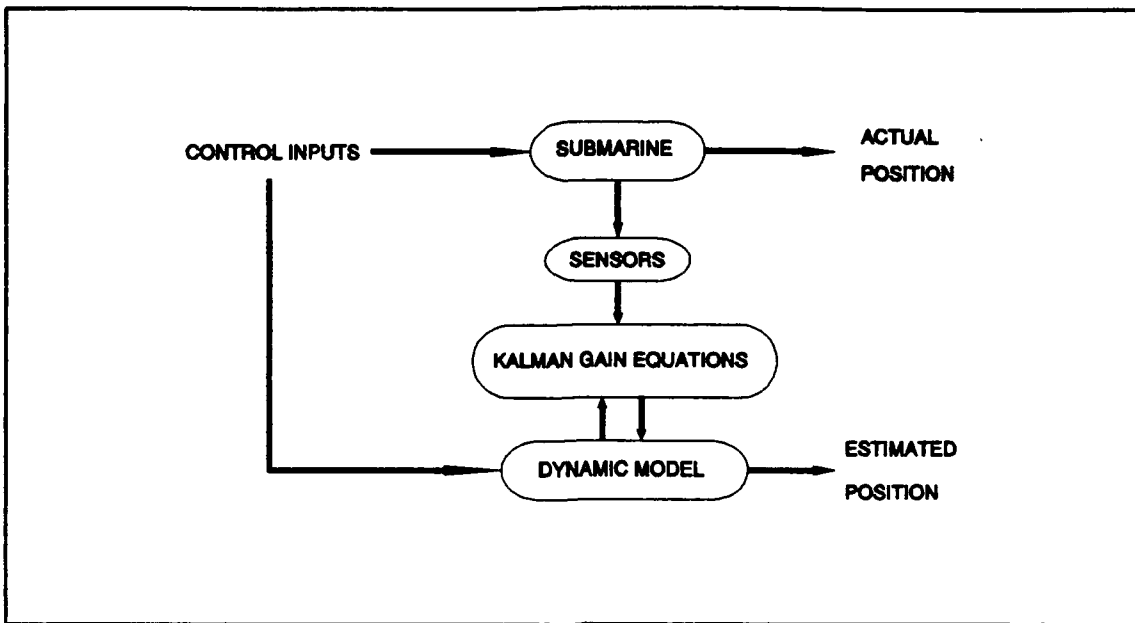 CONTROL INPUTS
SUBMARINE
ACTUAL
POSITION
SENSORS
KALMAN GAIN EQUATIONS
DYNAMIC MODEL
ESTIMATED
POSITION